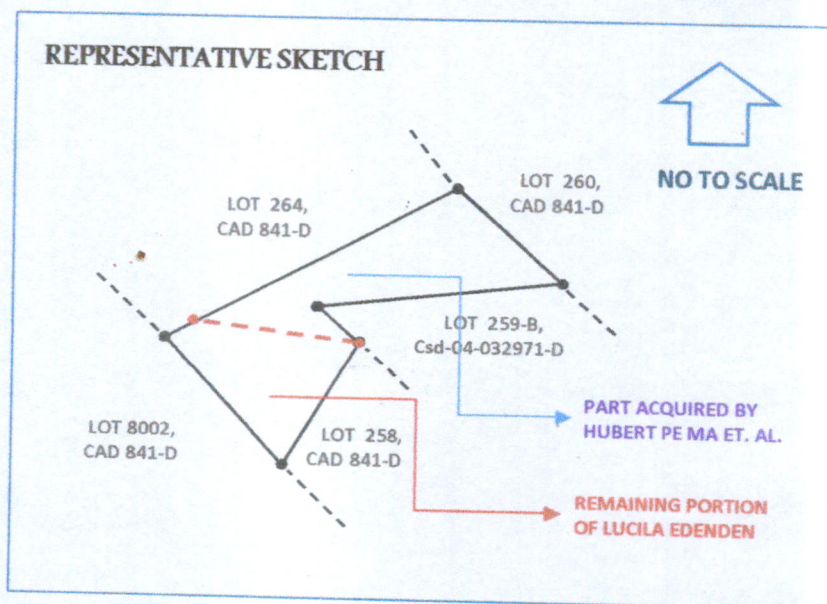 REPRESENTATIVE SKETCH
NO TO SCALE
LOT 264,
CAD 841-D
LOT 260,
CAD 841-D
LOT 259-B,
Csd-04-032971-D
LOT 8002,
CAD 841-D
LOT 258,
CAD 841-D
PART ACQUIRED BY
HUBERT PE MA ET. AL.
REMAINING PORTION
OF LUCILA EDENDEN